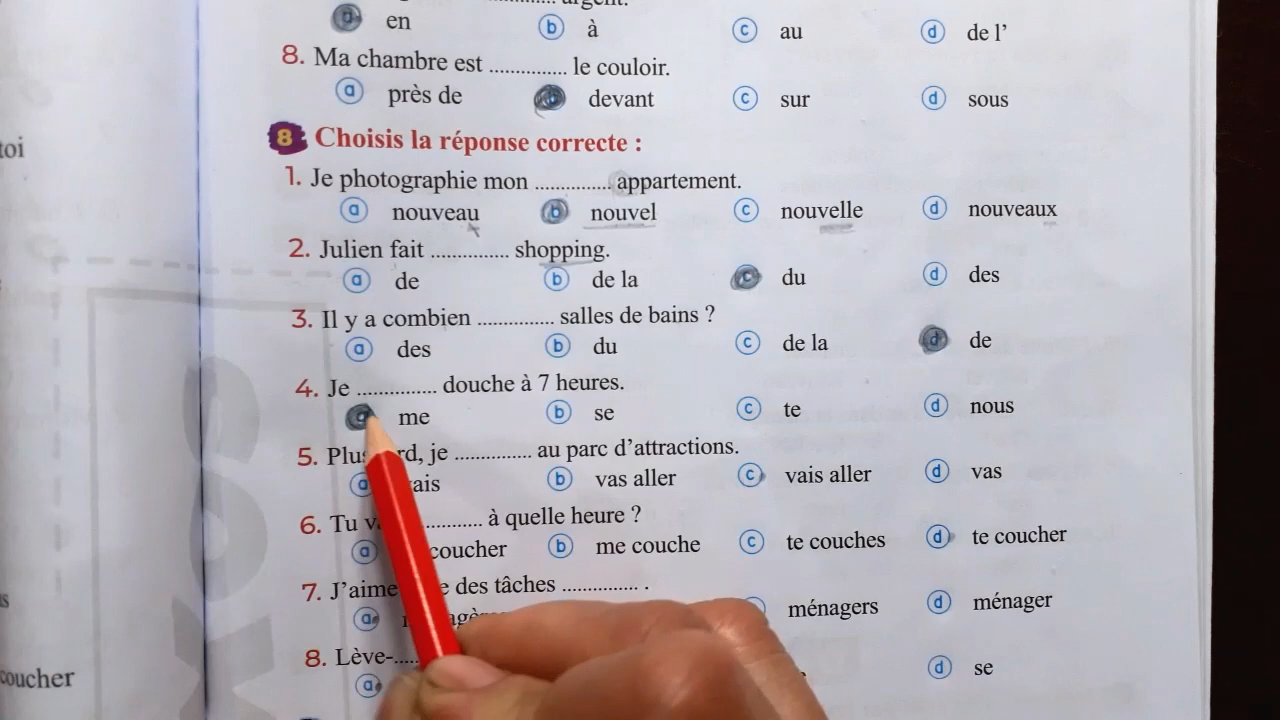 en b à c au d de l'
8. Ma chambre est ............... le couloir.
a près de devant c sur d sous
8 Choisis la réponse correcte :
toi
1. Je photographie mon ............... appartement.
a nouveau b nouvel c nouvelle d nouveaux
2. Julien fait ............... shopping.
a de b de la c du d des
3. Il y a combien ............... salles de bains ?
a des b du c de la d de
4. Je ............... douche à 7 heures.
me b se c te d nous
5. je ............... au parc d'attractions.
a b vas aller c vais aller d vas
6. Tu ............... à quelle heure ?
a coucher b me couche c te couches d te coucher
7. J'aime des tâches ............... .
a ménagers d ménager
8. Lève-
coucher a d se